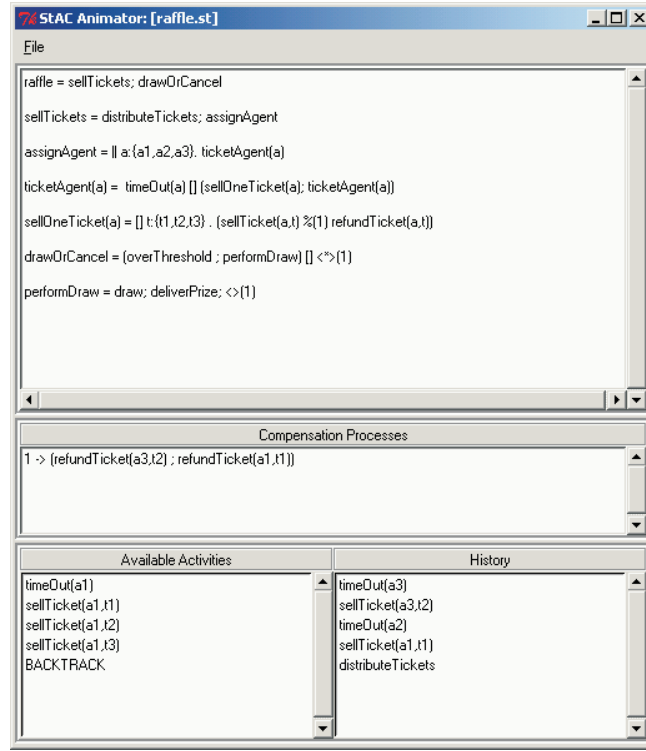 StAC Animator: [raffle.st]
File
raffle = sellTickets; drawOrCancel
sellTickets = distributeTickets; assignAgent
assignAgent = || a:{a1,a2,a3}. ticketAgent(a)
ticketAgent(a) =  timeOut(a) [] (sellOneTicket(a); ticketAgent(a))
sellOneTicket(a) = [] t:{t1,t2,t3} . (sellTicket(a,t) %(1) refundTicket(a,t))
drawOrCancel = (overThreshold ; performDraw) [] <*>(1)
performDraw = draw; deliverPrize; <>(1)
Compensation Processes
1 -> (refundTicket(a3,t2) ; refundTicket(a1,t1))
Available Activities
timeOut(a1)
sellTicket(a1,t1)
sellTicket(a1,t2)
sellTicket(a1,t3)
BACKTRACK
History
timeOut(a3)
sellTicket(a3,t2)
timeOut(a2)
sellTicket(a1,t1)
distributeTickets